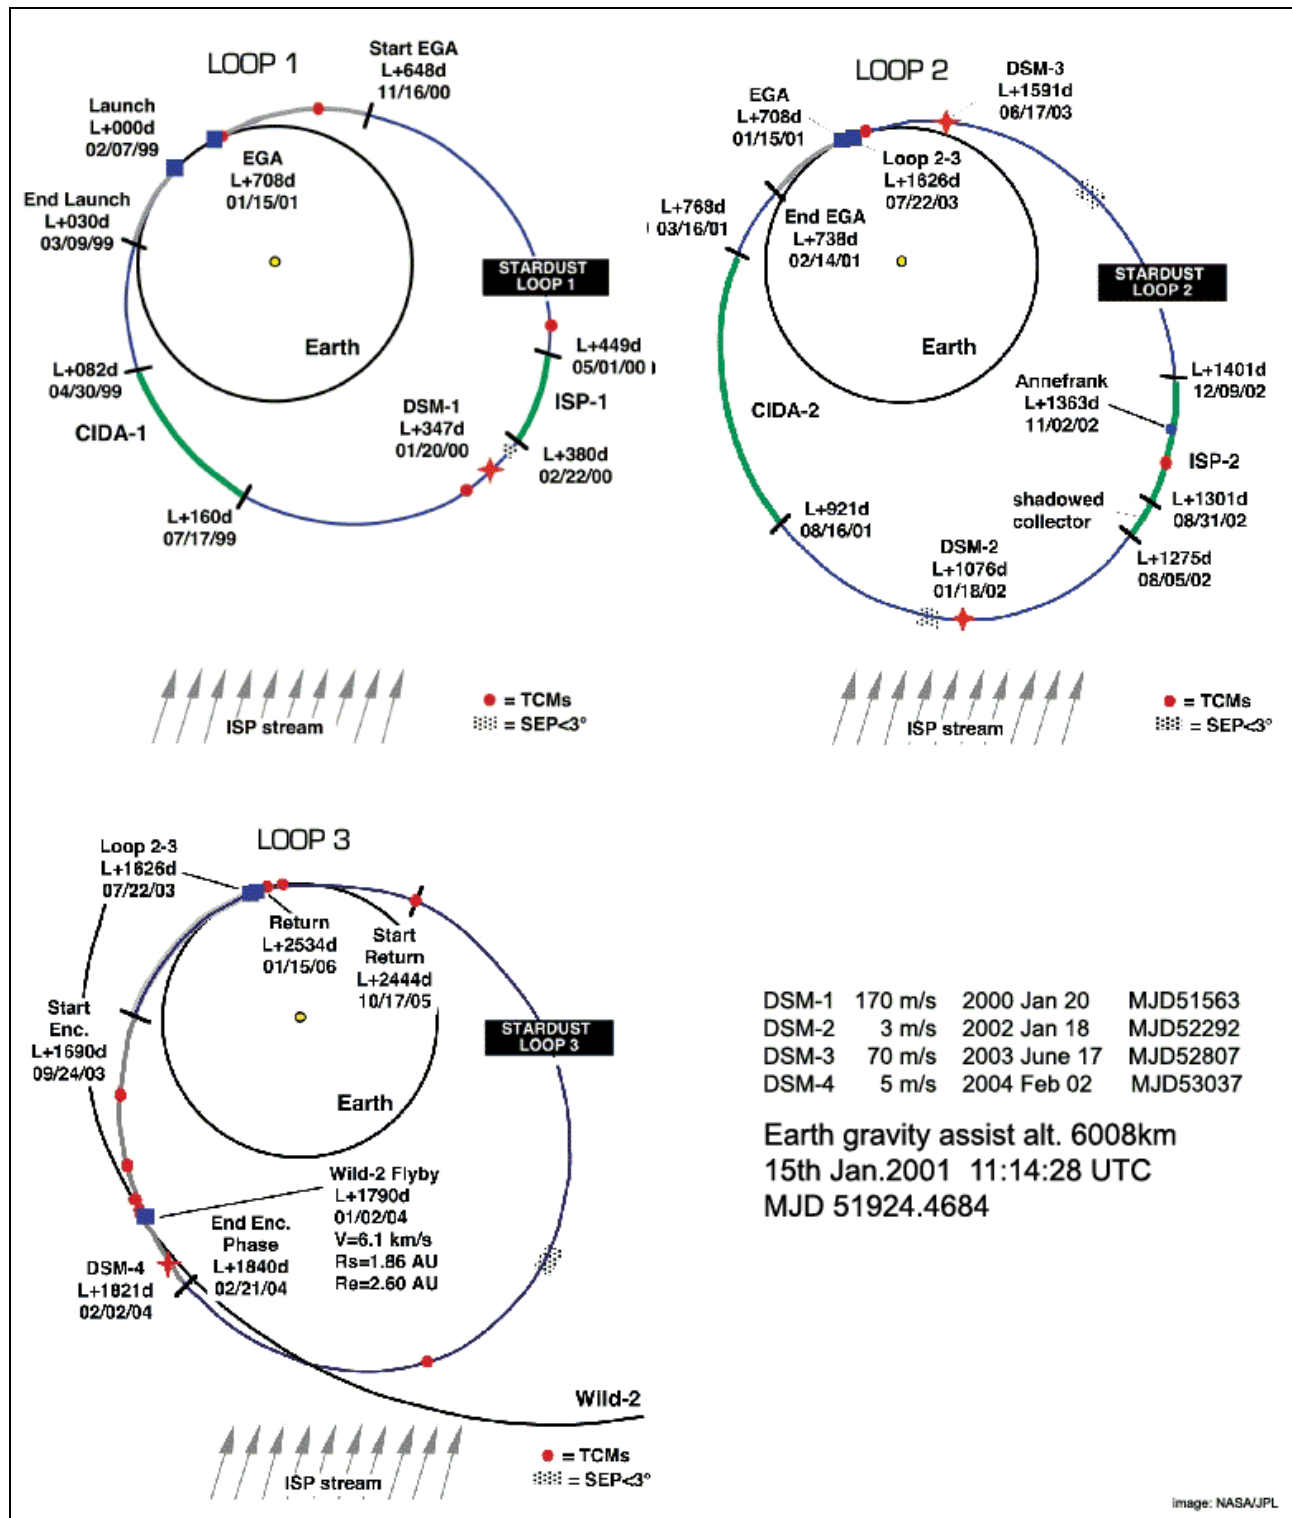 LOOP 1
Start EGA
L+648d
11/16/00
Launch
L+000d
02/07/99
EGA
L+708d
01/15/01
End Launch
L+030d
03/09/99
STARDUST
LOOP 1
Earth
L+082d
04/30/99
CIDA-1
L+449d
05/01/00
ISP-1
DSM-1
L+347d
01/20/00
L+380d
02/22/00
L+160d
07/17/99
ISP stream
= TCMs
= SEP<3°
LOOP 2
DSM-3
L+1591d
06/17/03
EGA
L+708d
01/15/01
Loop 2-3
L+1626d
07/22/03
L+768d
03/16/01
End EGA
L+738d
02/14/01
STARDUST
LOOP 2
Earth
L+1401d
12/09/02
Annefrank
L+1363d
11/02/02
CIDA-2
ISP-2
shadowed
collector
L+1301d
08/31/02
L+921d
08/16/01
DSM-2
L+1076d
01/18/02
L+1275d
08/05/02
ISP stream
= TCMs
= SEP<3°
LOOP 3
Loop 2-3
L+1626d
07/22/03
Return
L+2534d
01/15/06
Start
Return
L+2444d
10/17/05
Start
Enc.
L+1690d
09/24/03
STARDUST
LOOP 3
Earth
Wild-2 Flyby
L+1790d
01/02/04
V=6.1 km/s
Rs=1.86 AU
Re=2.60 AU
End Enc.
Phase
L+1840d
02/21/04
DSM-4
L+1821d
02/02/04
Wild-2
ISP stream
= TCMs
= SEP<3°
DSM-1 170 m/s 2000 Jan 20 MJD51563
DSM-2 3 m/s 2002 Jan 18 MJD52292
DSM-3 70 m/s 2003 June 17 MJD52807
DSM-4 5 m/s 2004 Feb 02 MJD53037
Earth gravity assist alt. 6008km
15th Jan.2001 11:14:28 UTC
MJD 51924.4684
image: NASA/JPL